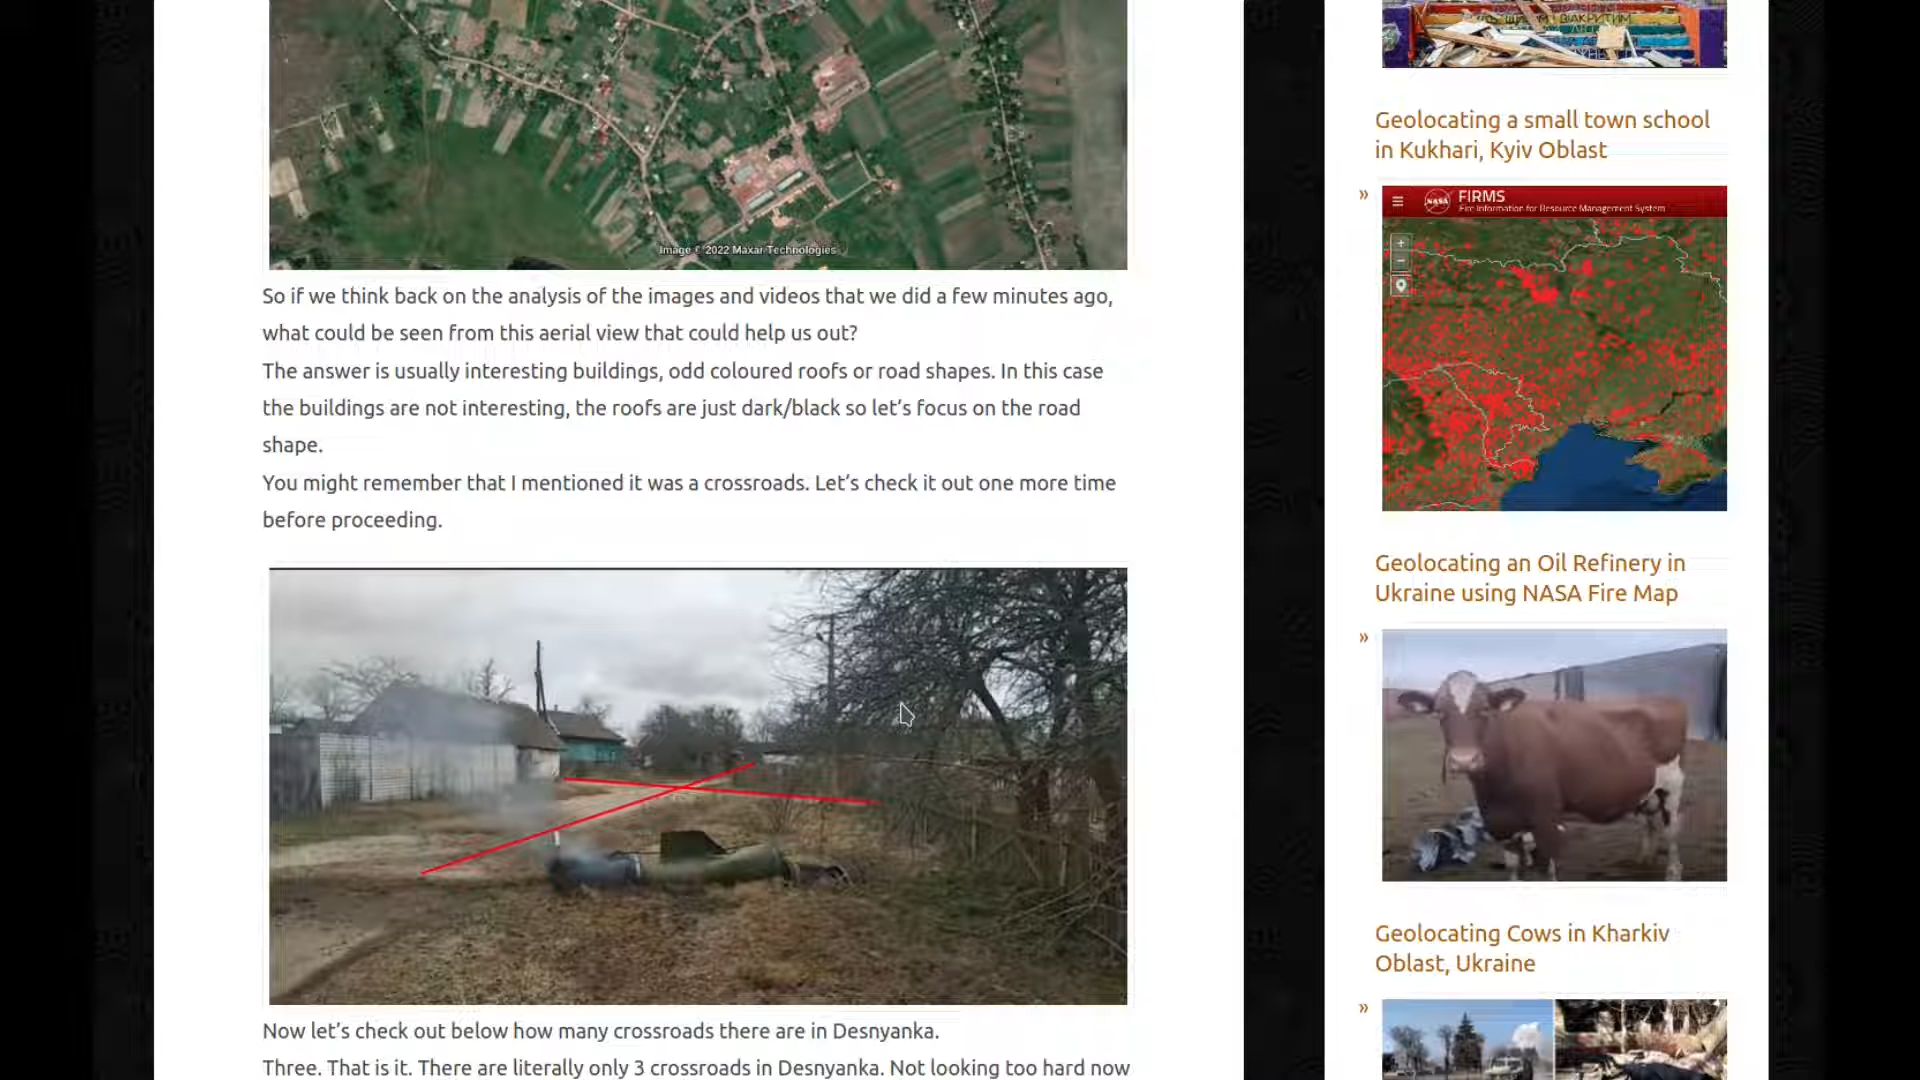 Image © 2022 Maxar Technologies
So if we think back on the analysis of the images and videos that we did a few minutes ago,
what could be seen from this aerial view that could help us out?
The answer is usually interesting buildings, odd coloured roofs or road shapes. In this case
the buildings are not interesting, the roofs are just dark/black so let's focus on the road
shape.
You might remember that I mentioned it was a crossroads. Let's check it out one more time
before proceeding.
Now let's check out below how many crossroads there are in Desnyanka.
Three. That is it. There are literally only 3 crossroads in Desnyanka. Not looking too hard now
Geolocating a small town school
in Kukhari, Kyiv Oblast
»
NASA
FIRMS
Fire Information for Resource Management System
+
−
Geolocating an Oil Refinery in
Ukraine using NASA Fire Map
»
Geolocating Cows in Kharkiv
Oblast, Ukraine
»